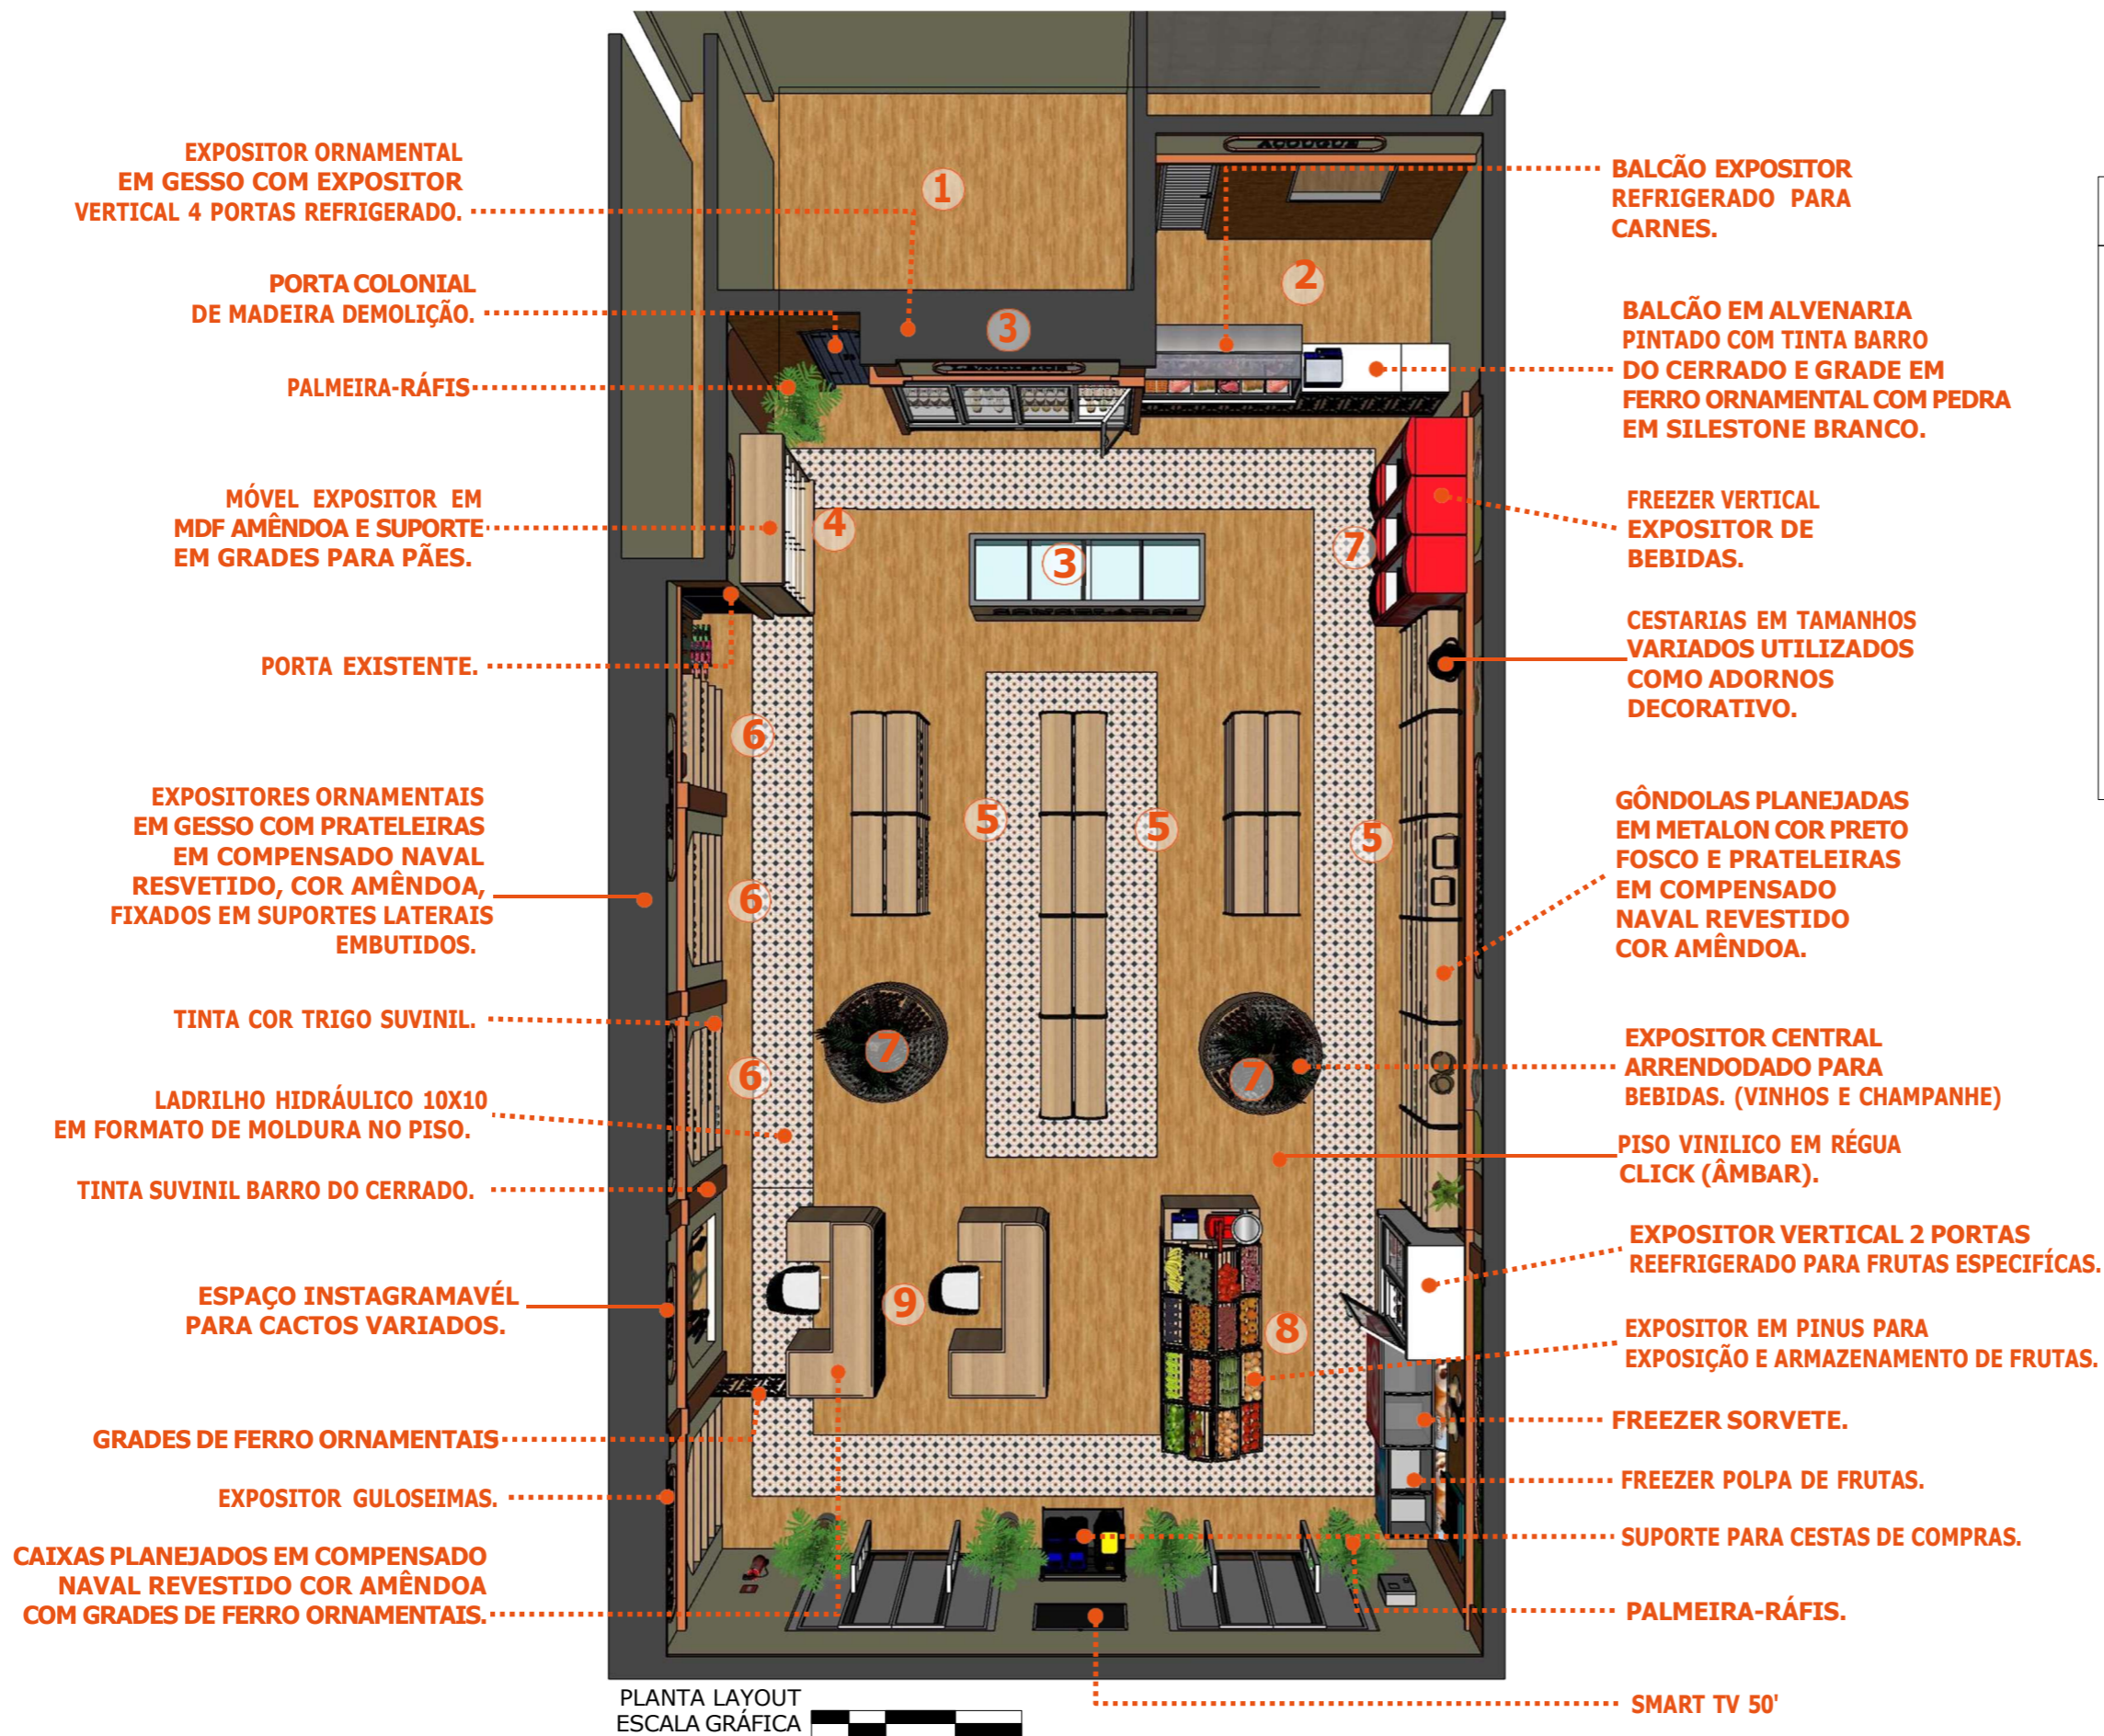 EXPOSITOR ORNAMENTAL
EM GESSO COM EXPOSITOR
VERTICAL 4 PORTAS REFRIGERADO.
PORTA COLONIAL
DE MADEIRA DEMOLIÇÃO.
PALMEIRA-RÁFIS
MÓVEL EXPOSITOR EM
MDF AMÊNDOA E SUPORTE
EM GRADES PARA PÃES.
PORTA EXISTENTE.
EXPOSITORES ORNAMENTAIS
EM GESSO COM PRATELEIRAS
EM COMPENSADO NAVAL
RESVETIDO, COR AMÊNDOA,
FIXADOS EM SUPORTES LATERAIS
EMBUTIDOS.
TINTA COR TRIGO SUVINIL.
LADRILHO HIDRÁULICO 10X10
EM FORMATO DE MOLDURA NO PISO.
TINTA SUVINIL BARRO DO CERRADO.
ESPAÇO INSTAGRAMAVÉL
PARA CACTOS VARIADOS.
GRADES DE FERRO ORNAMENTAIS
EXPOSITOR GULOSEIMAS.
CAIXAS PLANEJADOS EM COMPENSADO
NAVAL REVESTIDO COR AMÊNDOA
COM GRADES DE FERRO ORNAMENTAIS.
AÇOUGUE
1
2
3
4
3
7
CONGELADOS
6
5
5
5
6
7
7
6
9
8
BALCÃO EXPOSITOR
REFRIGERADO PARA
CARNES.
BALCÃO EM ALVENARIA
PINTADO COM TINTA BARRO
DO CERRADO E GRADE EM
FERRO ORNAMENTAL COM PEDRA
EM SILESTONE BRANCO.
FREEZER VERTICAL
EXPOSITOR DE
BEBIDAS.
CESTARIAS EM TAMANHOS
VARIADOS UTILIZADOS
COMO ADORNOS
DECORATIVO.
GÔNDOLAS PLANEJADAS
EM METALON COR PRETO
FOSCO E PRATELEIRAS
EM COMPENSADO
NAVAL REVESTIDO
COR AMÊNDOA.
EXPOSITOR CENTRAL
ARRENDODADO PARA
BEBIDAS. (VINHOS E CHAMPANHE)
PISO VINILICO EM RÉGUA
CLICK (ÂMBAR).
EXPOSITOR VERTICAL 2 PORTAS
REEFRIGERADO PARA FRUTAS ESPECIFÍCAS.
EXPOSITOR EM PINUS PARA
EXPOSIÇÃO E ARMAZENAMENTO DE FRUTAS.
FREEZER SORVETE.
FREEZER POLPA DE FRUTAS.
SUPORTE PARA CESTAS DE COMPRAS.
PALMEIRA-RÁFIS.
SMART TV 50'
PLANTA LAYOUT
ESCALA GRÁFICA